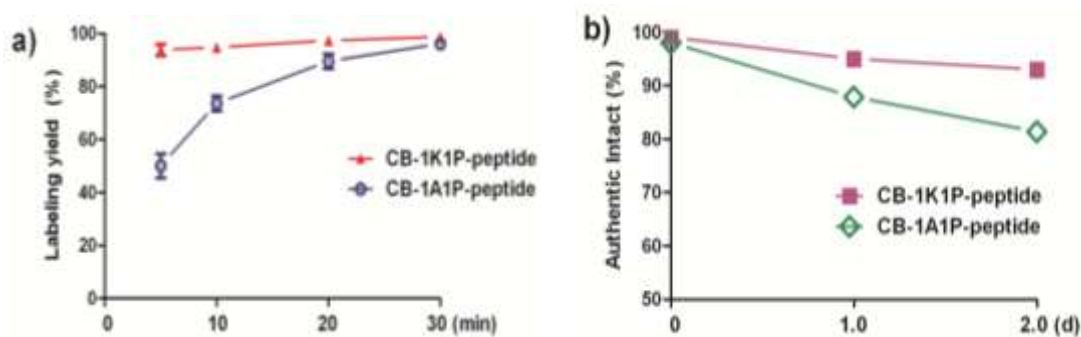 a)
Labeling yield (%)
100
80
60
40
20
0
0
10
20
30 (min)
CB-1K1P-peptide
CB-1A1P-peptide
b)
Authentic Intact (%)
100
90
80
70
60
50
0
1.0
2.0 (d)
CB-1K1P-peptide
CB-1A1P-peptide